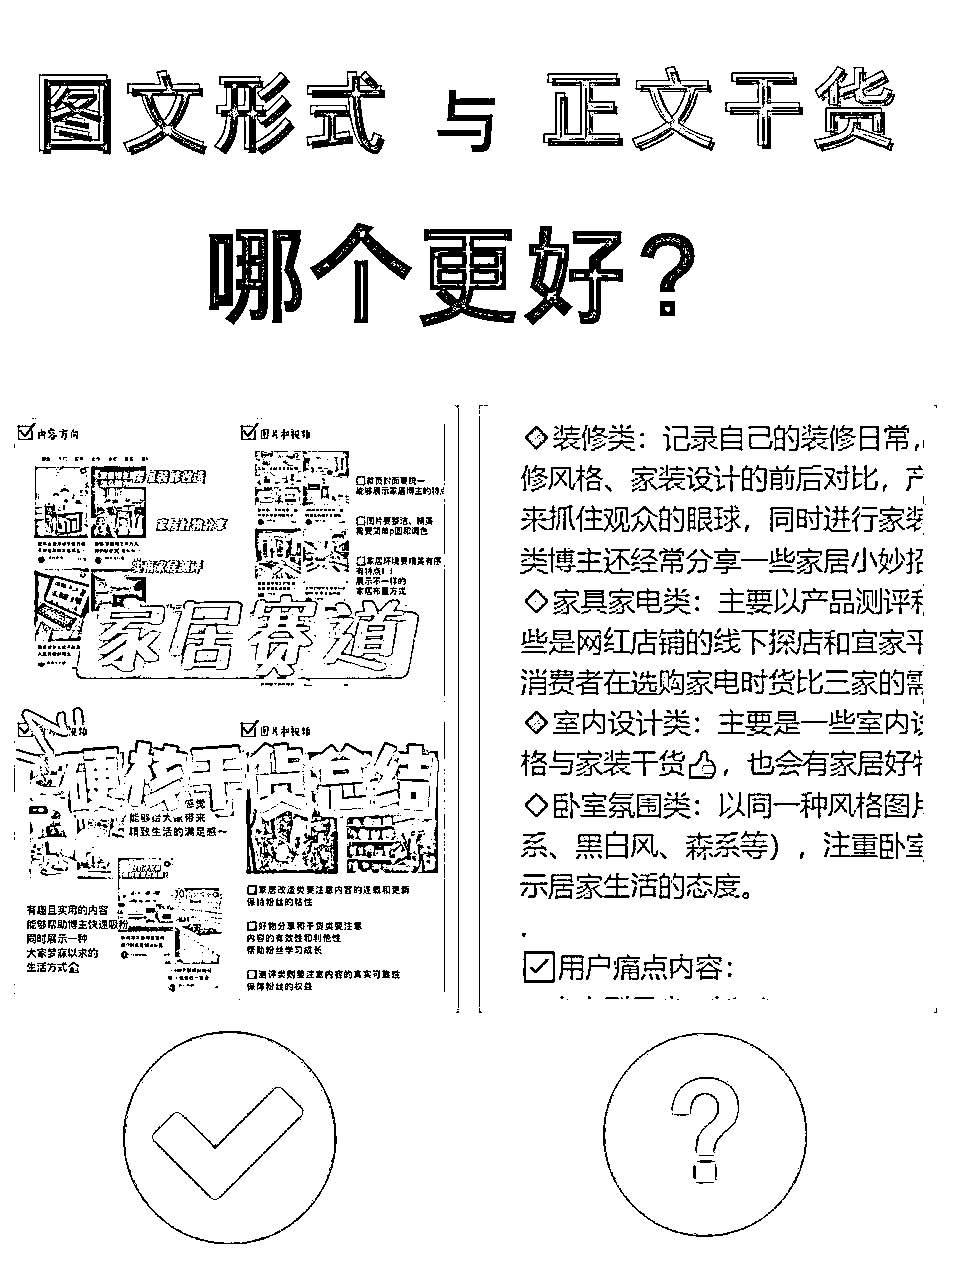 图文形式 与 正文干货
哪个更好？
内容方向
图片和视频
家装改造
家居好物分享
首页封面要统一
能够展示家居博主的特点
图片要整洁、精美
需要简单p图和调色
家居环境要精美有序
有特点！！
展示不一样的
家居布置方式
家居赛道
图片和视频
硬核干货总结
能够给大家带来
精致生活的满足感～
有趣且实用的内容
能够帮助博主快速吸粉
同时展示一种
大家梦寐以求的
生活方式
家居改造类要注意内容的连载和更新
保持粉丝的粘性
好物分享和干货类要注意
内容的有效性和利他性
帮助粉丝学习成长
测评类则要注意内容的真实可靠性
保障粉丝的权益
◇装修类：记录自己的装修日常，
修风格、家装设计的前后对比，产
来抓住观众的眼球，同时进行家装
类博主还经常分享一些家居小妙招
◇家具家电类：主要以产品测评和
些是网红店铺的线下探店和宜家平
消费者在选购家电时货比三家的需
◇室内设计类：主要是一些室内设
格与家装干货👍，也会有家居好物
◇卧室氛围类：以同一种风格图片
系、黑白风、森系等），注重卧室
示居家生活的态度。
.
☑用户痛点内容：